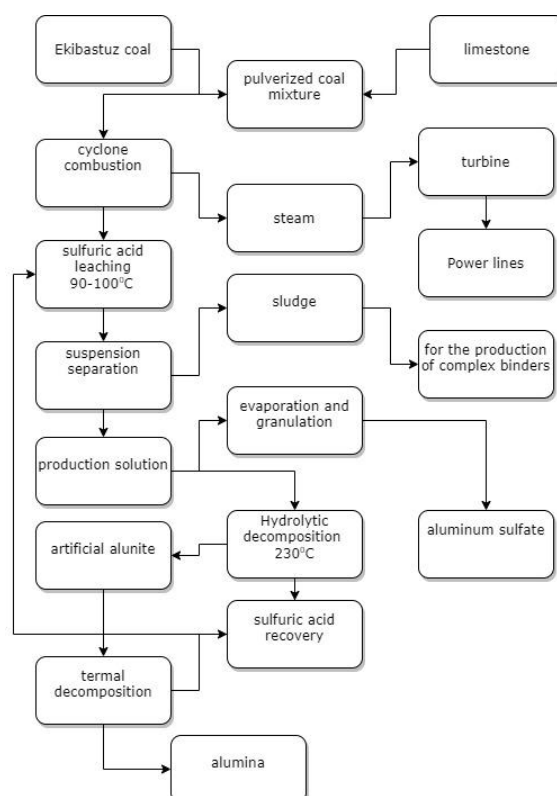 Ekibastuz coal
limestone
pulverized coal
mixture
cyclone
combustion
turbine
steam
sulfuric acid
leaching
90-100⁰C
Power lines
sludge
suspension
separation
for the production
of complex binders
evaporation and
granulation
production solution
Hydrolytic
decomposition
230⁰C
aluminum sulfate
artificial alunite
sulfuric acid
recovery
termal
decomposition
alumina